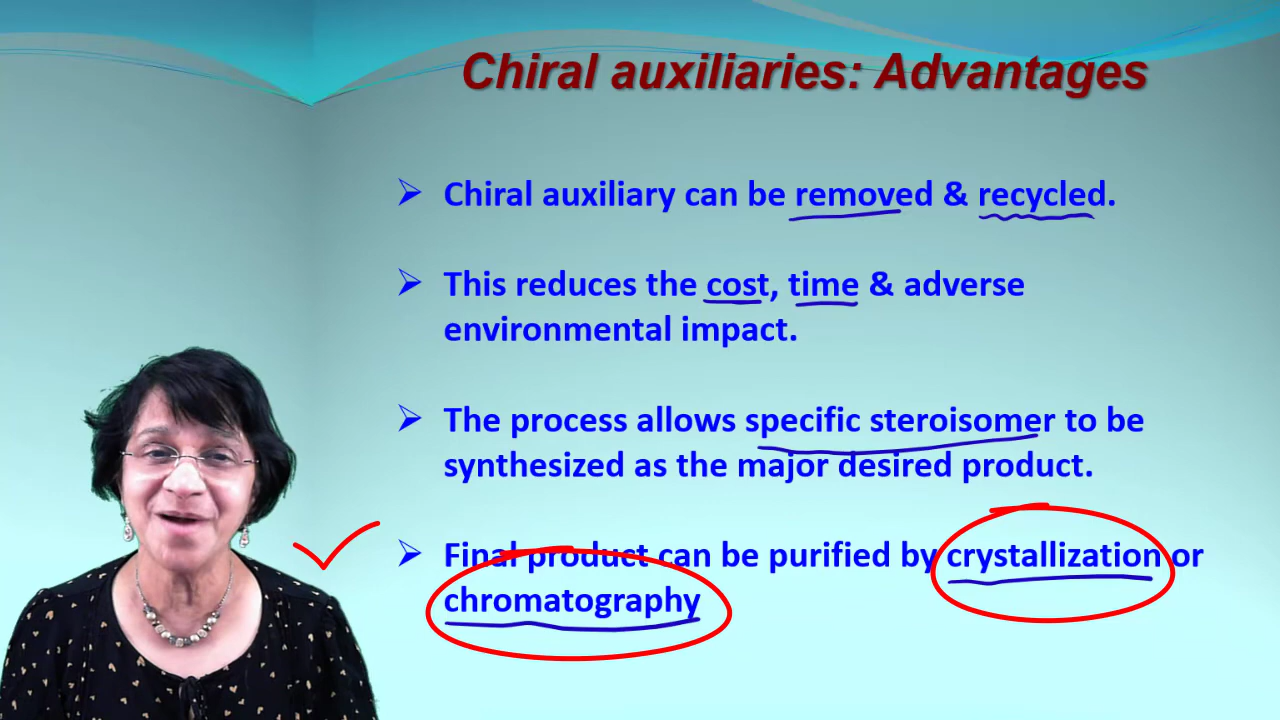 Chiral auxiliaries: Advantages
Chiral auxiliary can be removed & recycled.
This reduces the cost, time & adverse
environmental impact.
The process allows specific steroisomer to be
synthesized as the major desired product.
Final product can be purified by crystallization or
chromatography